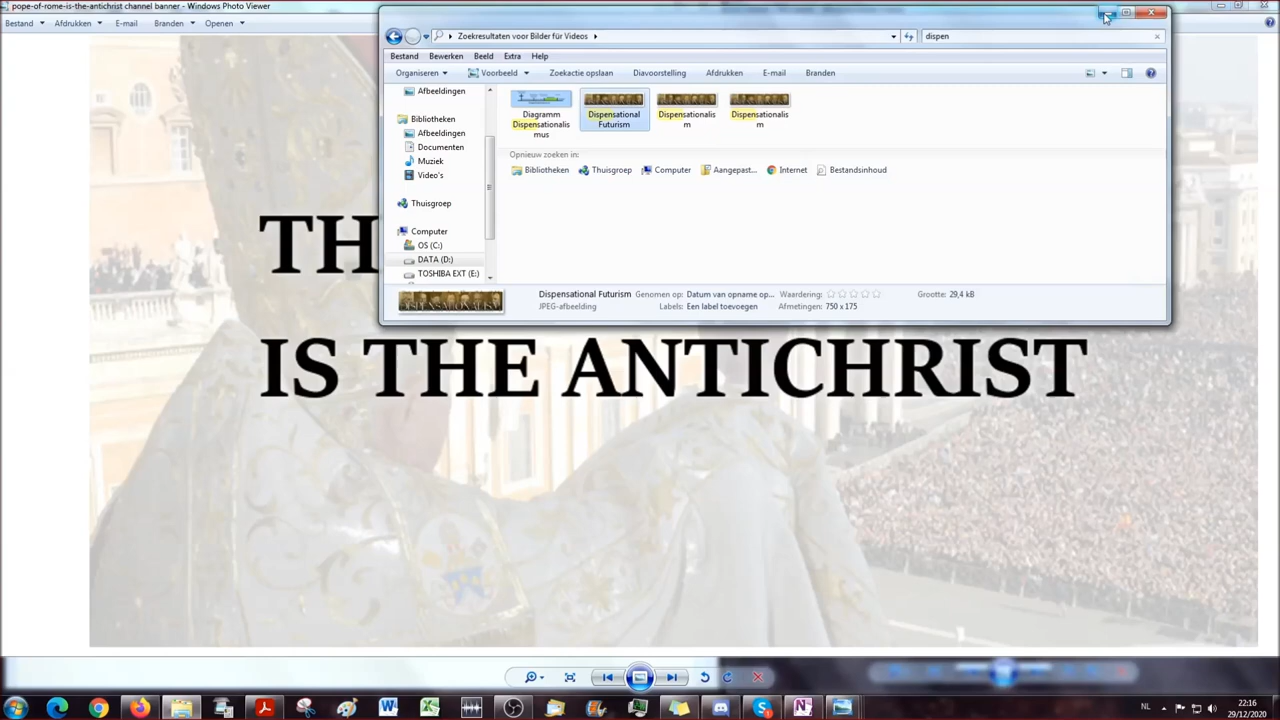 pope-of-rome-is-the-antichrist channel banner - Windows Photo Viewer
Bestand Afdrukken E-mail Branden Openen
Zoekresultaten voor Bilder für Videos
dispen
Bestand Bewerken Beeld Extra Help
Organiseren Voorbeeld Zoekactie opslaan Diavoorstelling Afdrukken E-mail Branden
Afbeeldingen
Bibliotheken
Afbeeldingen
Documenten
Muziek
Video's
Thuisgroep
Computer
OS (C:)
DATA (D:)
TOSHIBA EXT (E:)
Diagramm
Dispensationalis
mus
Dispensational
Futurism
Dispensationalis
m
Dispensationalis
m
Opnieuw zoeken in:
Bibliotheken Thuisgroep Computer Aangepast... Internet Bestandsinhoud
DISPENSATIONALISM
Dispensational Futurism Genomen op: Datum van opname op... Waardering: Grootte: 29,4 kB
JPEG-afbeelding Labels: Een label toevoegen Afmetingen: 750 x 175
TH
IS THE ANTICHRIST
NL 22:16
29/12/2020